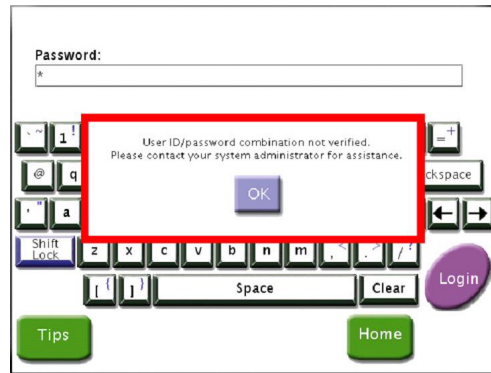 Password:
*
` ~ 1 ! = +
User ID/password combination not verified.
Please contact your system administrator for assistance.
@ q OK ckspace
' " a
Shift
Lock z x c v b n m , < . > / ?
Login
[ { ] } Space Clear
Tips Home